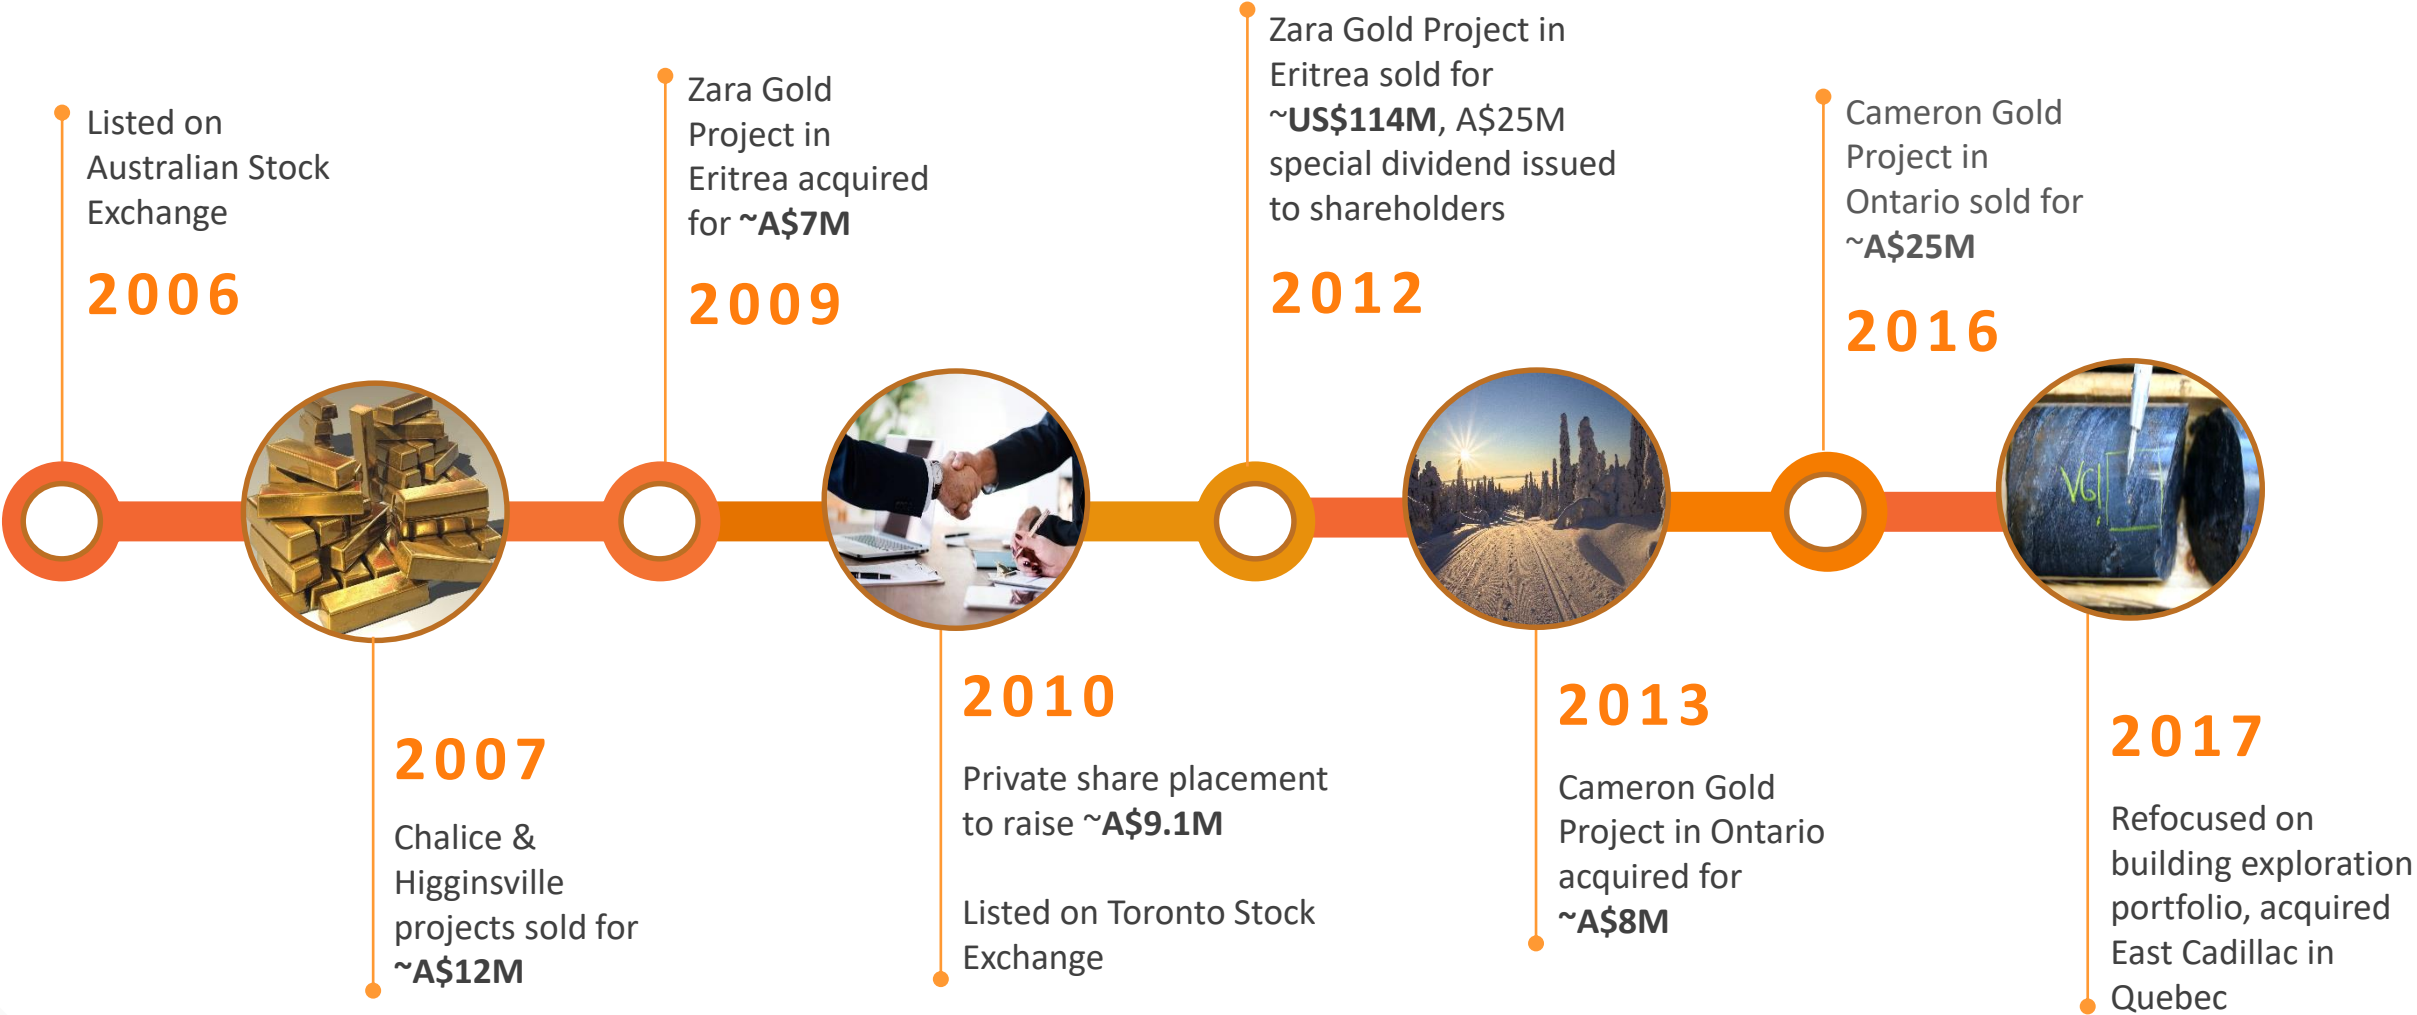 Listed on
Australian Stock
Exchange
2006
2007
Chalice &
Higginsville
projects sold for
~A$12M
Zara Gold
Project in
Eritrea acquired
for ~A$7M
2009
2010
Private share placement
to raise ~A$9.1M
Listed on Toronto Stock
Exchange
Zara Gold Project in
Eritrea sold for
~US$114M, A$25M
special dividend issued
to shareholders
2012
2013
Cameron Gold
Project in Ontario
acquired for
~A$8M
Cameron Gold
Project in
Ontario sold for
~A$25M
2016
VG!
2017
Refocused on
building exploration
portfolio, acquired
East Cadillac in
Quebec